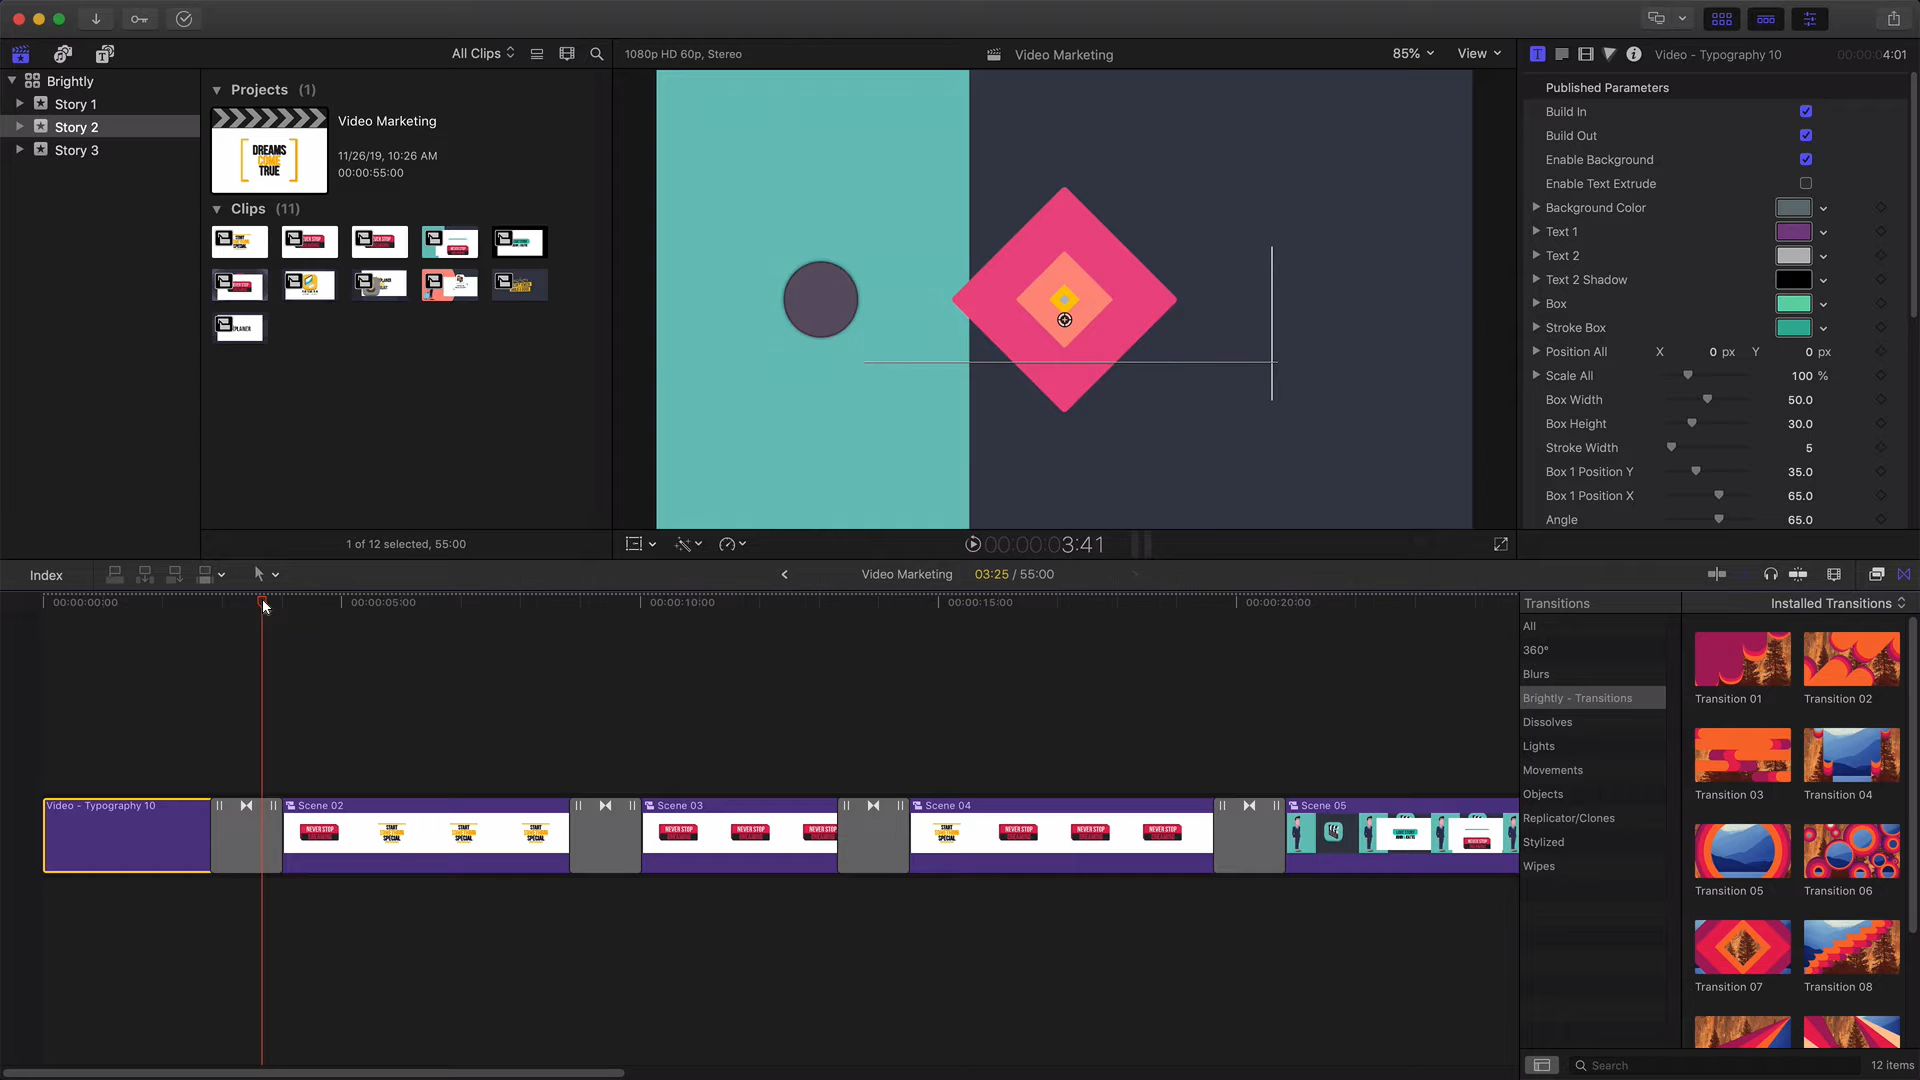 All Clips
1080p HD 60p, Stereo
Video Marketing
85%
View
Video - Typography 10
00:00:04:01
Brightly
Story 1
Story 2
Story 3
Projects (1)
DREAMS
COME
TRUE
Video Marketing
11/26/19, 10:26 AM
00:00:55:00
Clips (11)
1 of 12 selected, 55:00
00:00:03:41
Published Parameters
Build In
Build Out
Enable Background
Enable Text Extrude
Background Color
Text 1
Text 2
Text 2 Shadow
Box
Stroke Box
Position All X 0 px Y 0 px
Scale All 100 %
Box Width 50.0
Box Height 30.0
Stroke Width 5
Box 1 Position Y 35.0
Box 1 Position X 65.0
Angle 65.0
Index
Video Marketing
03:25 / 55:00
00:00:00:00
00:00:05:00
00:00:10:00
00:00:15:00
00:00:20:00
Video - Typography 10
Scene 02
Scene 03
Scene 04
Scene 05
NEVER STOP
START
SOMETHING
SPECIAL
START
SOMETHING
SPECIAL
START
SOMETHING
SPECIAL
NEVER STOP
NEVER STOP
NEVER STOP
START
SOMETHING
SPECIAL
NEVER STOP
NEVER STOP
NEVER STOP
Transitions
All
360°
Blurs
Brightly - Transitions
Dissolves
Lights
Movements
Objects
Replicator/Clones
Stylized
Wipes
Installed Transitions
Transition 01
Transition 02
Transition 03
Transition 04
Transition 05
Transition 06
Transition 07
Transition 08
Search
12 items